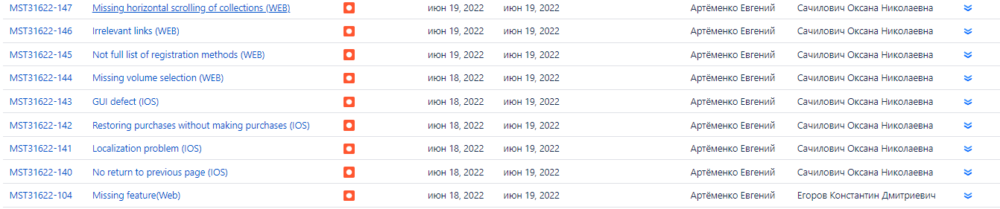 MST31622-147 Missing horizontal scrolling of collections (WEB) июн 19, 2022 июн 19, 2022 Артёменко Евгений Сачилович Оксана Николаевна
MST31622-146 Irrelevant links (WEB) июн 19, 2022 июн 19, 2022 Артёменко Евгений Сачилович Оксана Николаевна
MST31622-145 Not full list of registration methods (WEB) июн 19, 2022 июн 19, 2022 Артёменко Евгений Сачилович Оксана Николаевна
MST31622-144 Missing volume selection (WEB) июн 18, 2022 июн 19, 2022 Артёменко Евгений Сачилович Оксана Николаевна
MST31622-143 GUI defect (IOS) июн 18, 2022 июн 19, 2022 Артёменко Евгений Сачилович Оксана Николаевна
MST31622-142 Restoring purchases without making purchases (IOS) июн 18, 2022 июн 19, 2022 Артёменко Евгений Сачилович Оксана Николаевна
MST31622-141 Localization problem (IOS) июн 18, 2022 июн 19, 2022 Артёменко Евгений Сачилович Оксана Николаевна
MST31622-140 No return to previous page (IOS) июн 18, 2022 июн 19, 2022 Артёменко Евгений Сачилович Оксана Николаевна
MST31622-104 Missing feature(Web) июн 18, 2022 июн 19, 2022 Артёменко Евгений Егоров Константин Дмитриевич